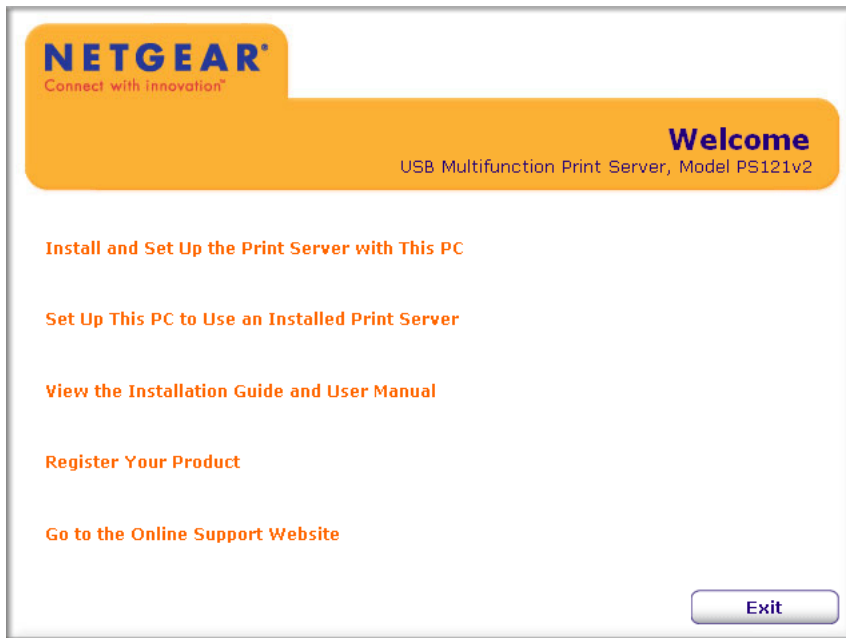 NETGEAR®
Connect with innovation™
Welcome
USB Multifunction Print Server, Model PS121v2
Install and Set Up the Print Server with This PC
Set Up This PC to Use an Installed Print Server
View the Installation Guide and User Manual
Register Your Product
Go to the Online Support Website
Exit